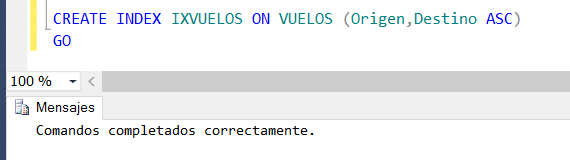 CREATE INDEX IXVUELOS ON VUELOS (Origen,Destino ASC)
GO
100 %
Mensajes
Comandos completados correctamente.